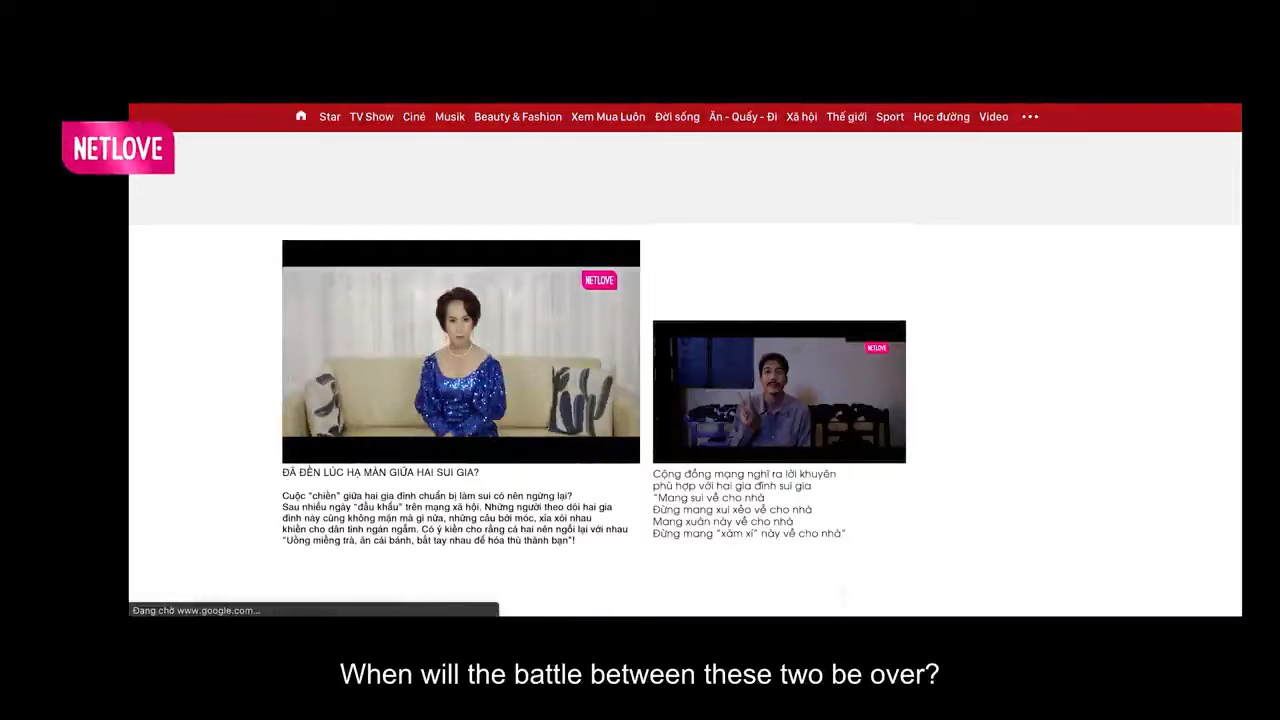 Star TV Show Ciné Musik Beauty & Fashion Xem Mua Luôn Đời sống Ăn - Quẩy - Đi Xã hội Thế giới Sport Học đường Video
NETLOVE
NETLOVE
NETLOVE
ĐÃ ĐẾN LÚC HẠ MÀN GIỮA HAI SUI GIA?
Cuộc “chiến” giữa hai gia đình chuẩn bị làm sui có nên ngừng lại?
Sau nhiều ngày “đấu khẩu” trên mạng xã hội. Những người theo dõi hai gia
đình này cũng không mặn mà gì nữa, những câu bới móc, xỉa xói nhau
khiến cho dân tình ngán ngẩm. Có ý kiến cho rằng cả hai nên ngồi lại với nhau
“Uống miếng trà, ăn cái bánh, bắt tay nhau để hóa thù thành bạn”!
Cộng đồng mạng nghĩ ra lời khuyên
phù hợp với hai gia đình sui gia
“Mang sui về cho nhà
Đừng mang xui xẻo về cho nhà
Mang xuân này về cho nhà
Đừng mang “xàm xí” này về cho nhà”
Đang chờ www.google.com...
When will the battle between these two be over?